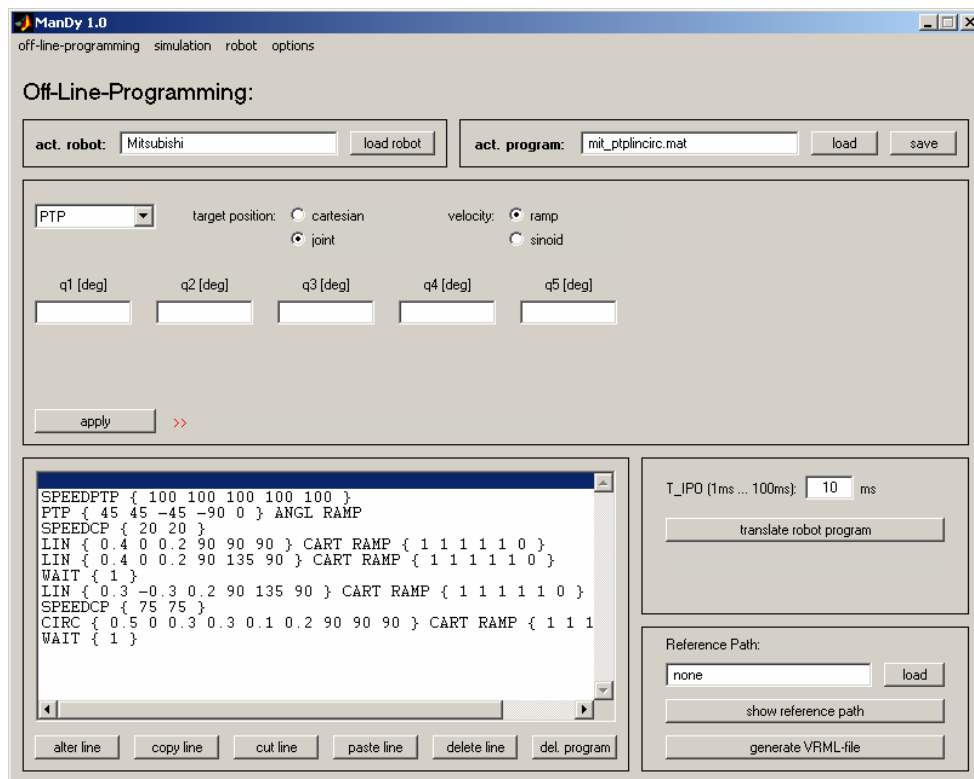 ManDy 1.0
off-line-programming simulation robot options
Off-Line-Programming:
act. robot: Mitsubishi load robot
act. program: mit_ptplincirc.mat load save
PTP target position: cartesian velocity: ramp
joint sinoid
q1 [deg] q2 [deg] q3 [deg] q4 [deg] q5 [deg]
apply >>
SPEEDPTP { 100 100 100 100 100 }
PTP { 45 45 -45 -90 0 } ANGL RAMP
SPEEDCP { 20 20 }
LIN { 0.4 0 0.2 90 90 90 } CART RAMP { 1 1 1 1 1 0 }
LIN { 0.4 0 0.2 90 135 90 } CART RAMP { 1 1 1 1 1 0 }
WAIT { 1 }
LIN { 0.3 -0.3 0.2 90 135 90 } CART RAMP { 1 1 1 1 1 0 }
SPEEDCP { 75 75 }
CIRC { 0.5 0 0.3 0.3 0.1 0.2 90 90 90 } CART RAMP { 1 1 1
WAIT { 1 }
alter line copy line cut line paste line delete line del. program
T_IPO (1ms ... 100ms): 10 ms
translate robot program
Reference Path:
none load
show reference path
generate VRML-file